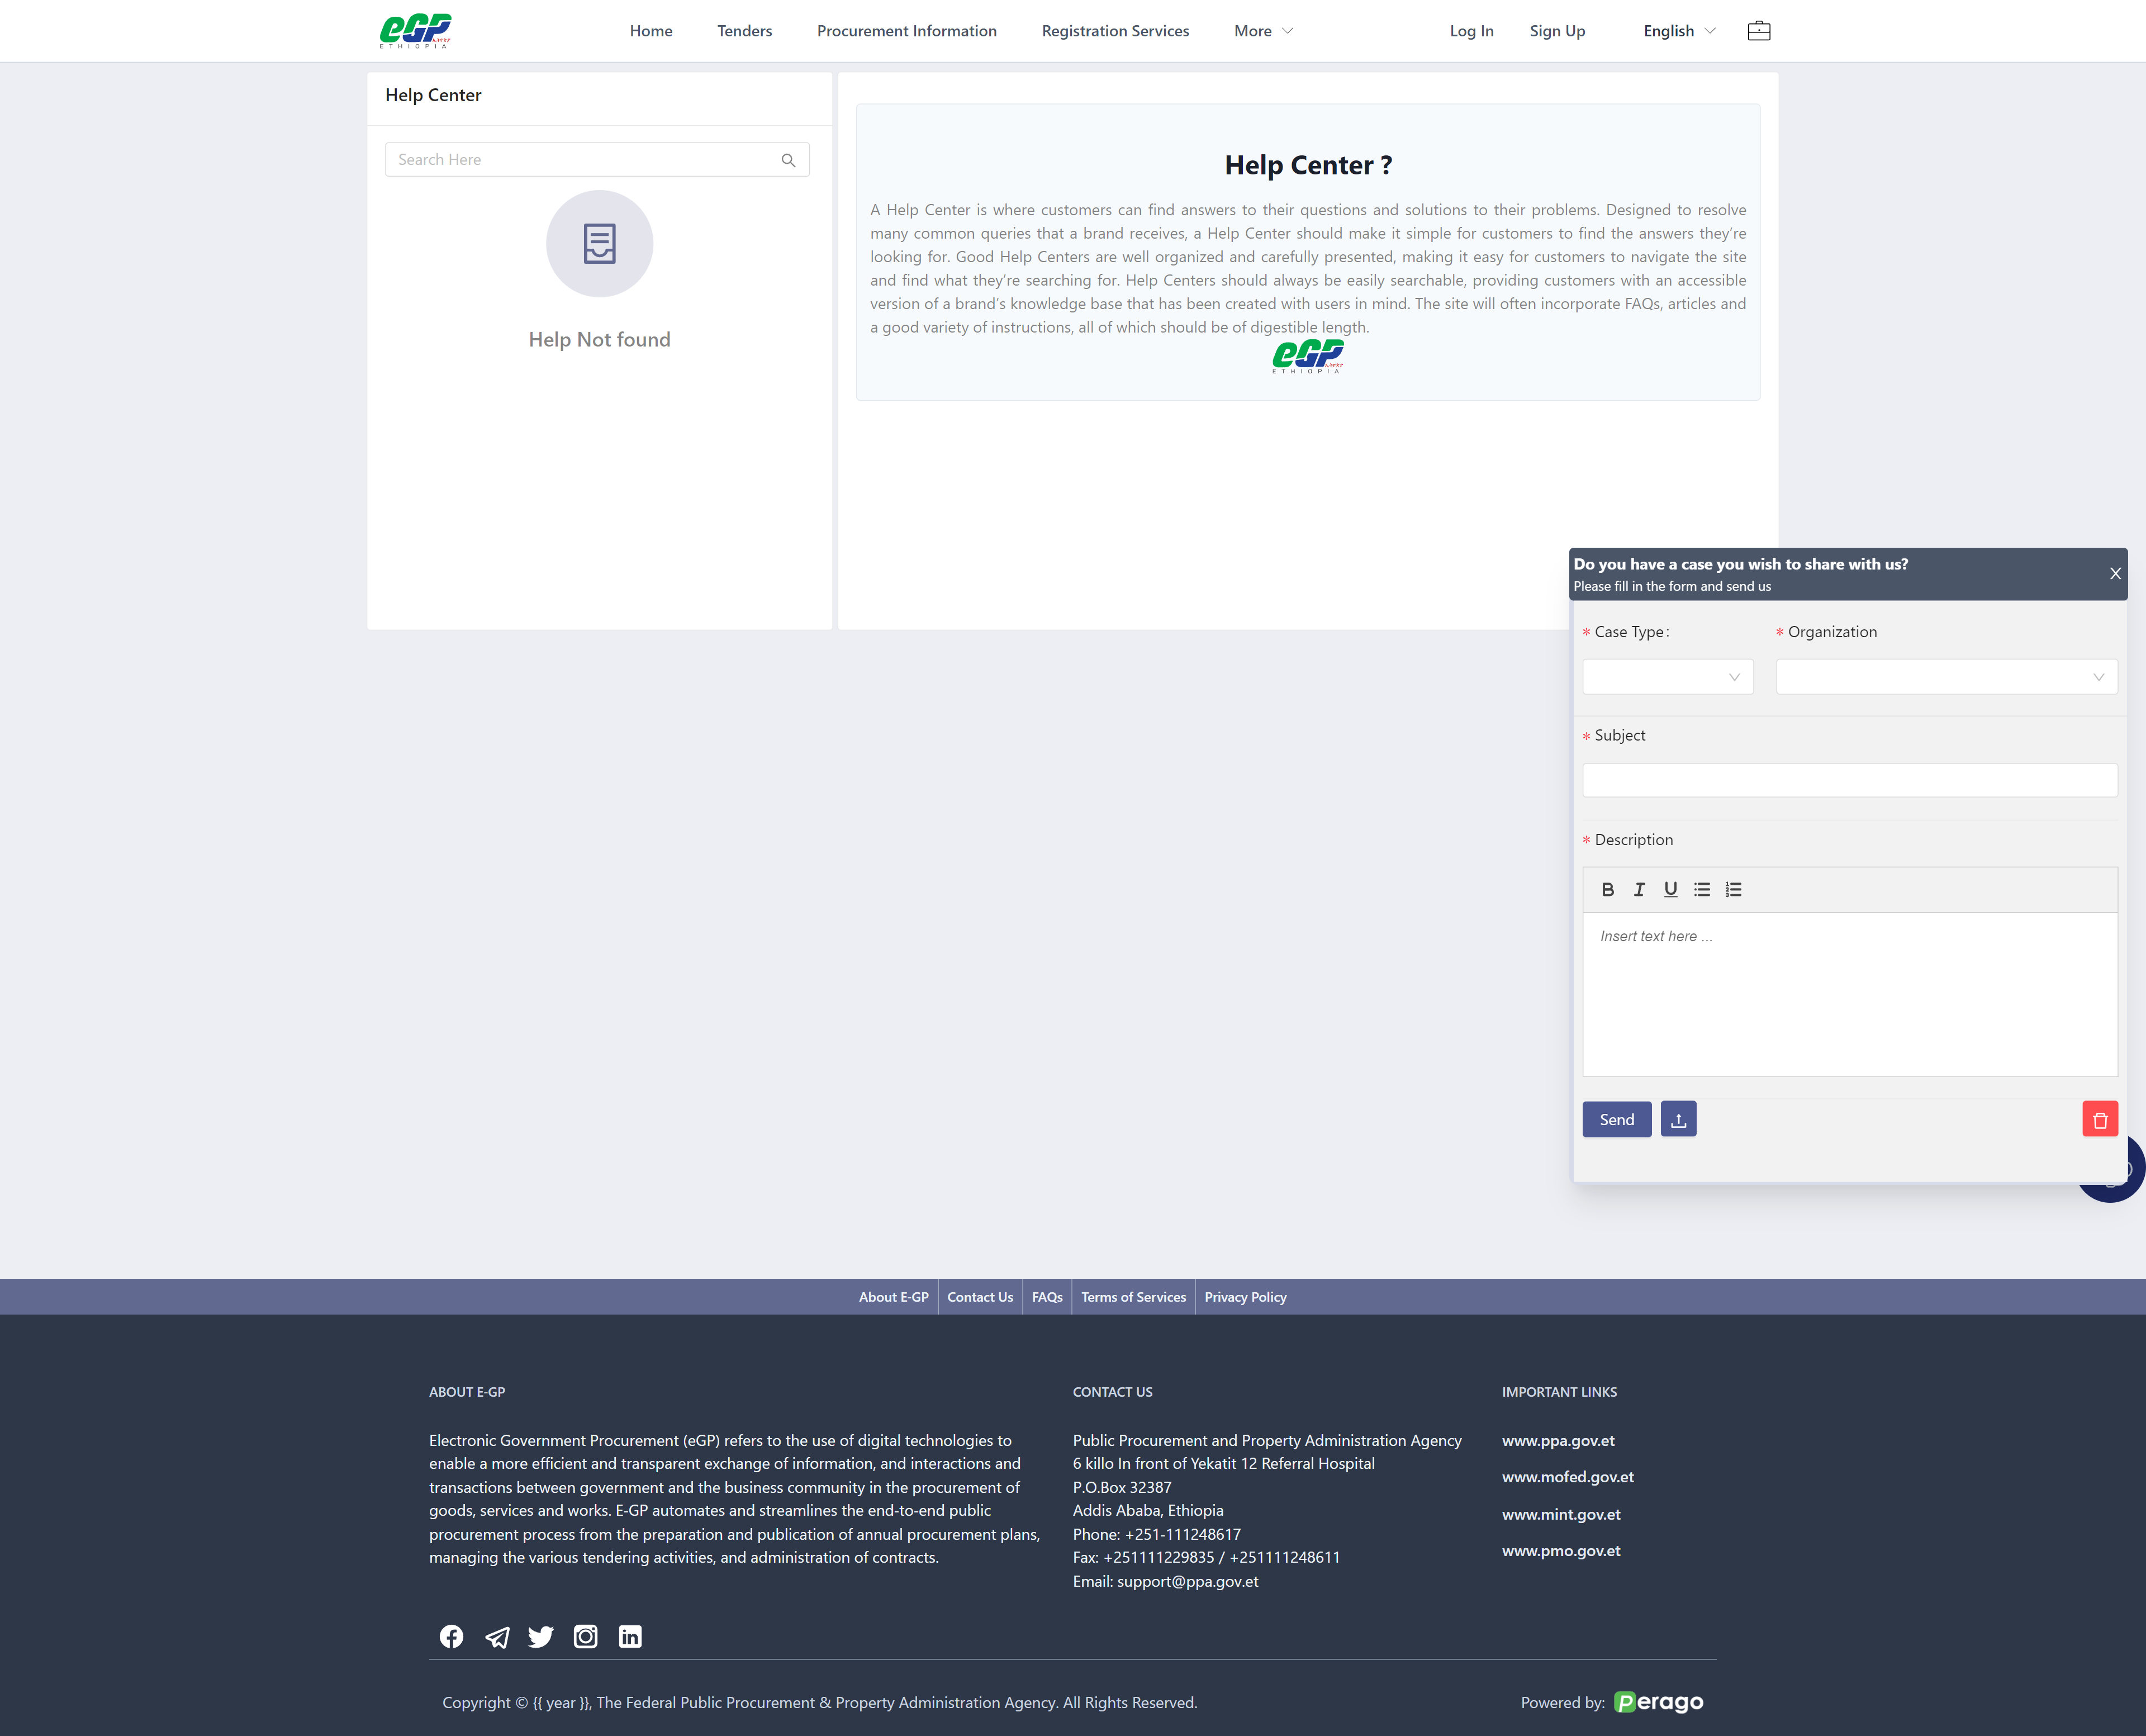 eGP
ETHIOPIA
Home
Tenders
Procurement Information
Registration Services
More
Log In
Sign Up
English
Help Center
Search Here
Help Not found
Help Center ?
A Help Center is where customers can find answers to their questions and solutions to their problems. Designed to resolve
many common queries that a brand receives, a Help Center should make it simple for customers to find the answers they’re
looking for. Good Help Centers are well organized and carefully presented, making it easy for customers to navigate the site
and find what they’re searching for. Help Centers should always be easily searchable, providing customers with an accessible
version of a brand’s knowledge base that has been created with users in mind. The site will often incorporate FAQs, articles and
a good variety of instructions, all of which should be of digestible length.
eGP
ETHIOPIA
Do you have a case you wish to share with us?
Please fill in the form and send us
X
* Case Type:
* Organization
* Subject
* Description
B I U
Insert text here ...
Send
About E-GP
Contact Us
FAQs
Terms of Services
Privacy Policy
ABOUT E-GP
Electronic Government Procurement (eGP) refers to the use of digital technologies to
enable a more efficient and transparent exchange of information, and interactions and
transactions between government and the business community in the procurement of
goods, services and works. E-GP automates and streamlines the end-to-end public
procurement process from the preparation and publication of annual procurement plans,
managing the various tendering activities, and administration of contracts.
CONTACT US
Public Procurement and Property Administration Agency
6 killo In front of Yekatit 12 Referral Hospital
P.O.Box 32387
Addis Ababa, Ethiopia
Phone: +251-111248617
Fax: +251111229835 / +251111248611
Email: support@ppa.gov.et
IMPORTANT LINKS
www.ppa.gov.et
www.mofed.gov.et
www.mint.gov.et
www.pmo.gov.et
Copyright © {{ year }}, The Federal Public Procurement & Property Administration Agency. All Rights Reserved.
Powered by: Perago